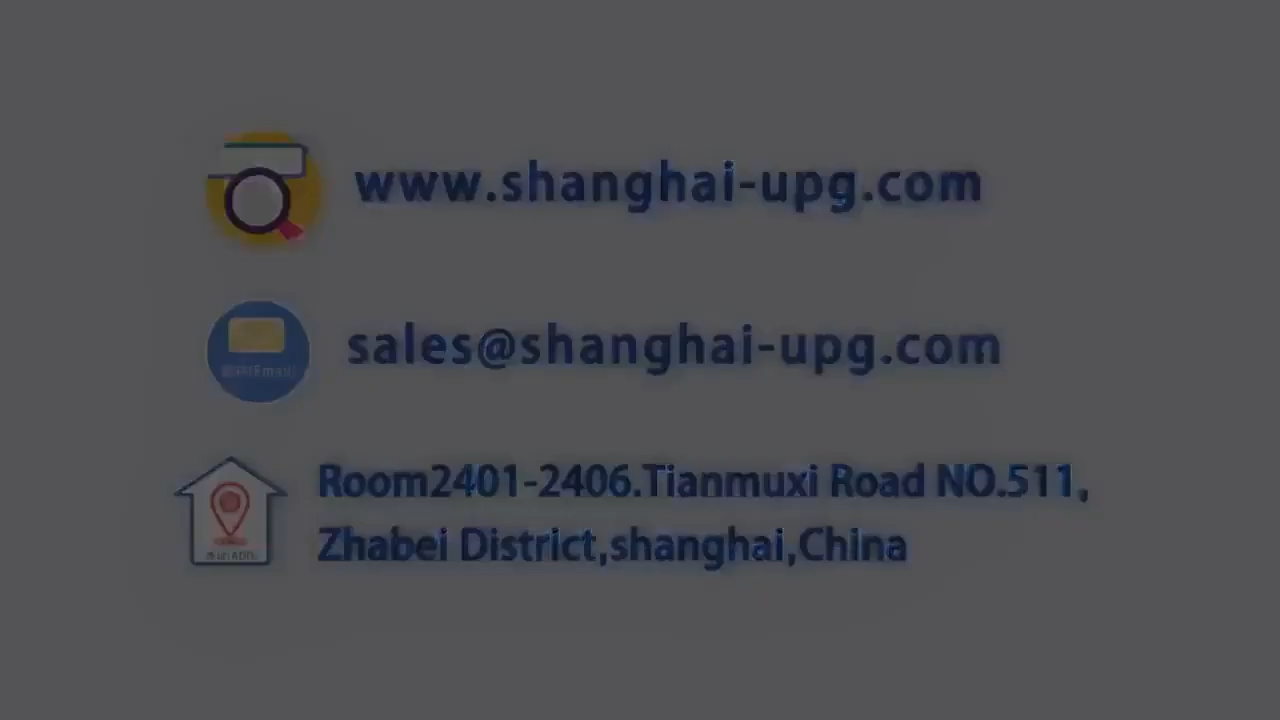 www.shanghai-upg.com
sales@shanghai-upg.com
Room2401-2406.Tianmuxi Road NO.511,
Zhabei District,shanghai,China